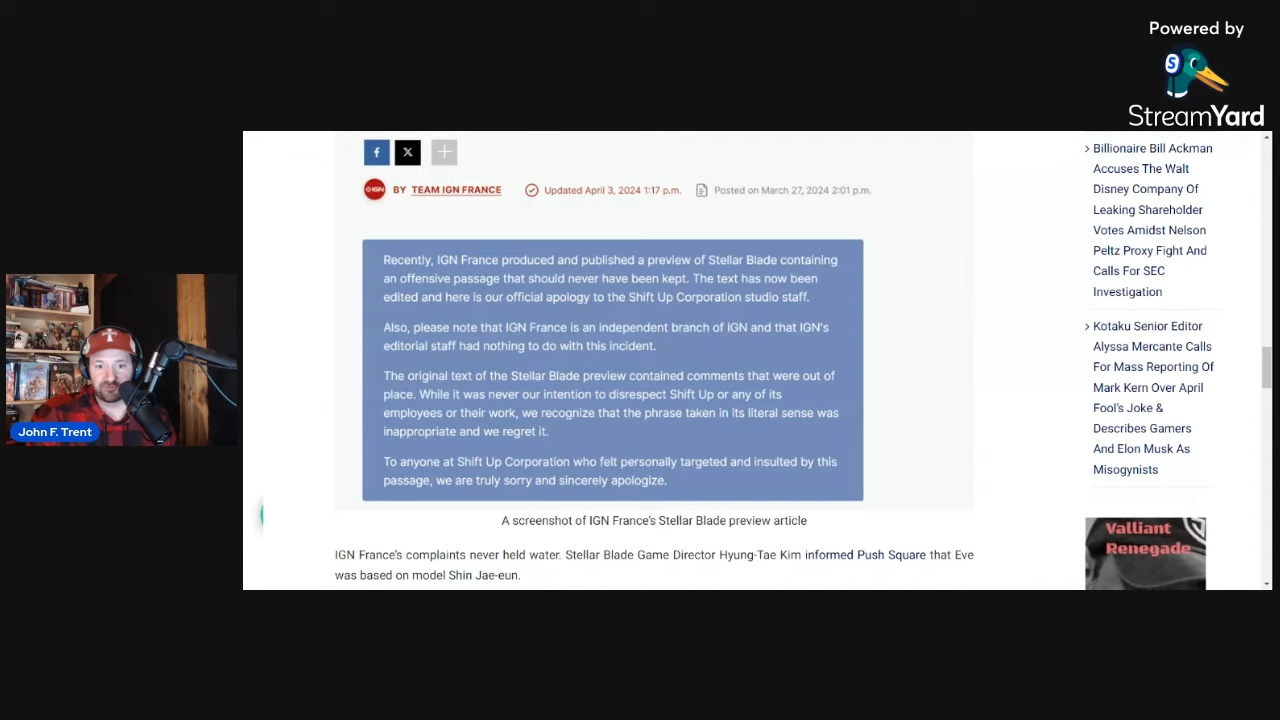 Powered by
S
StreamYard
f
X
+
IGN
BY TEAM IGN FRANCE
Updated April 3, 2024 1:17 p.m.
Posted on March 27, 2024 2:01 p.m.
Recently, IGN France produced and published a preview of Stellar Blade containing
an offensive passage that should never have been kept. The text has now been
edited and here is our official apology to the Shift Up Corporation studio staff.
Also, please note that IGN France is an independent branch of IGN and that IGN's
editorial staff had nothing to do with this incident.
The original text of the Stellar Blade preview contained comments that were out of
place. While it was never our intention to disrespect Shift Up or any of its
employees or their work, we recognize that the phrase taken in its literal sense was
inappropriate and we regret it.
To anyone at Shift Up Corporation who felt personally targeted and insulted by this
passage, we are truly sorry and sincerely apologize.
A screenshot of IGN France's Stellar Blade preview article
IGN France's complaints never held water. Stellar Blade Game Director Hyung-Tae Kim informed Push Square that Eve
was based on model Shin Jae-eun.
Billionaire Bill Ackman
Accuses The Walt
Disney Company Of
Leaking Shareholder
Votes Amidst Nelson
Peltz Proxy Fight And
Calls For SEC
Investigation
Kotaku Senior Editor
Alyssa Mercante Calls
For Mass Reporting Of
Mark Kern Over April
Fool's Joke &
Describes Gamers
And Elon Musk As
Misogynists
Valliant
Renegade
John F. Trent